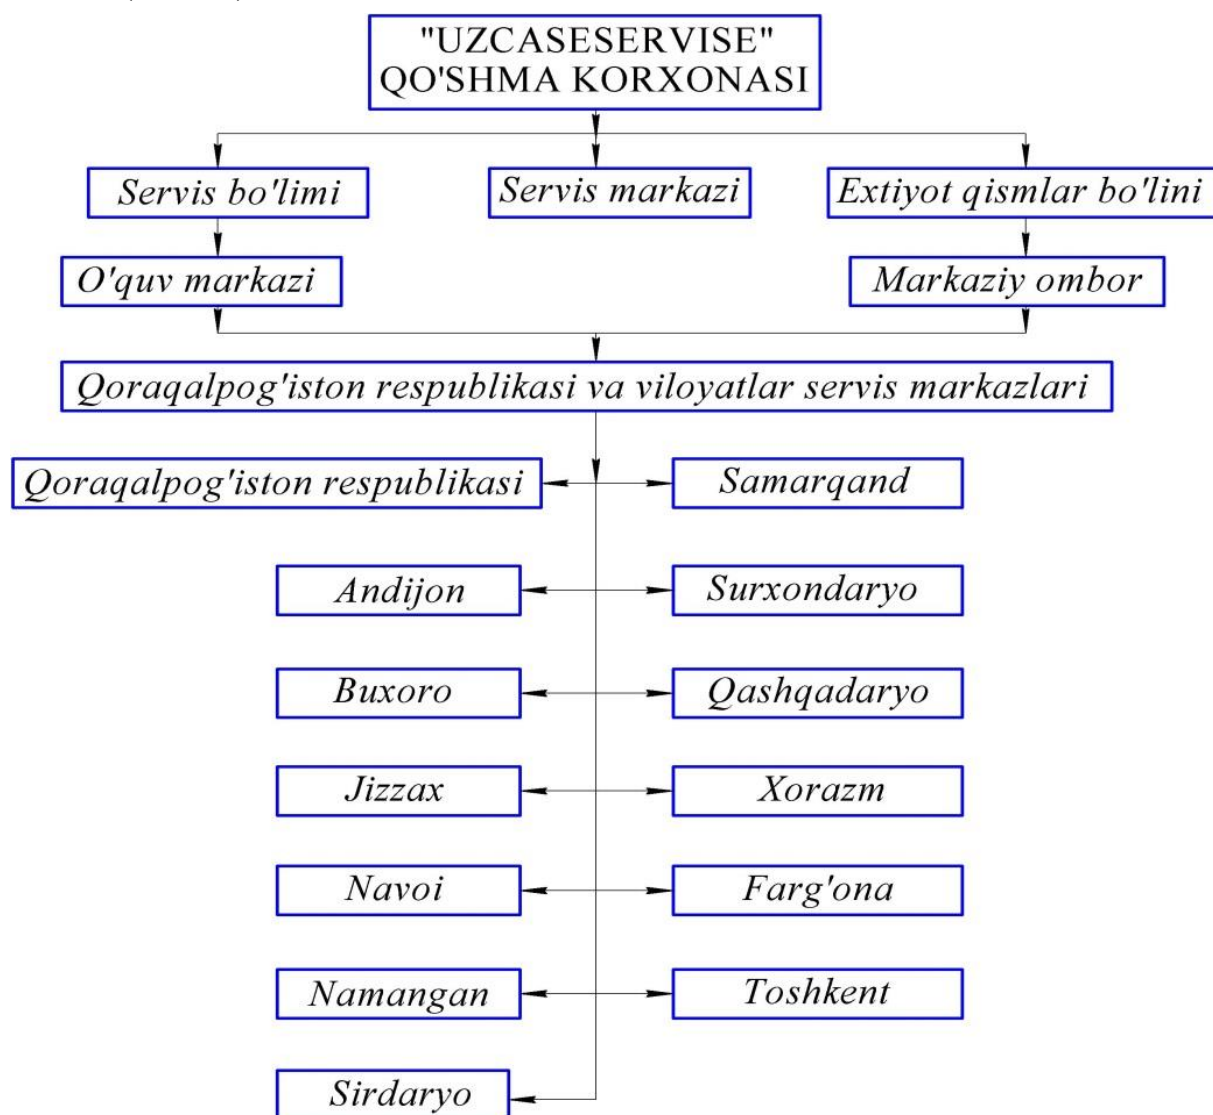 "UZCASESERVISE"
QO'SHMA KORXONASI
Servis bo'limi
Servis markazi
Extiyot qismlar bo'lini
O'quv markazi
Markaziy ombor
Qoraqalpog'iston respublikasi va viloyatlar servis markazlari
Qoraqalpog'iston respublikasi
Samarqand
Andijon
Surxondaryo
Buxoro
Qashqadaryo
Jizzax
Xorazm
Navoi
Farg'ona
Namangan
Toshkent
Sirdaryo